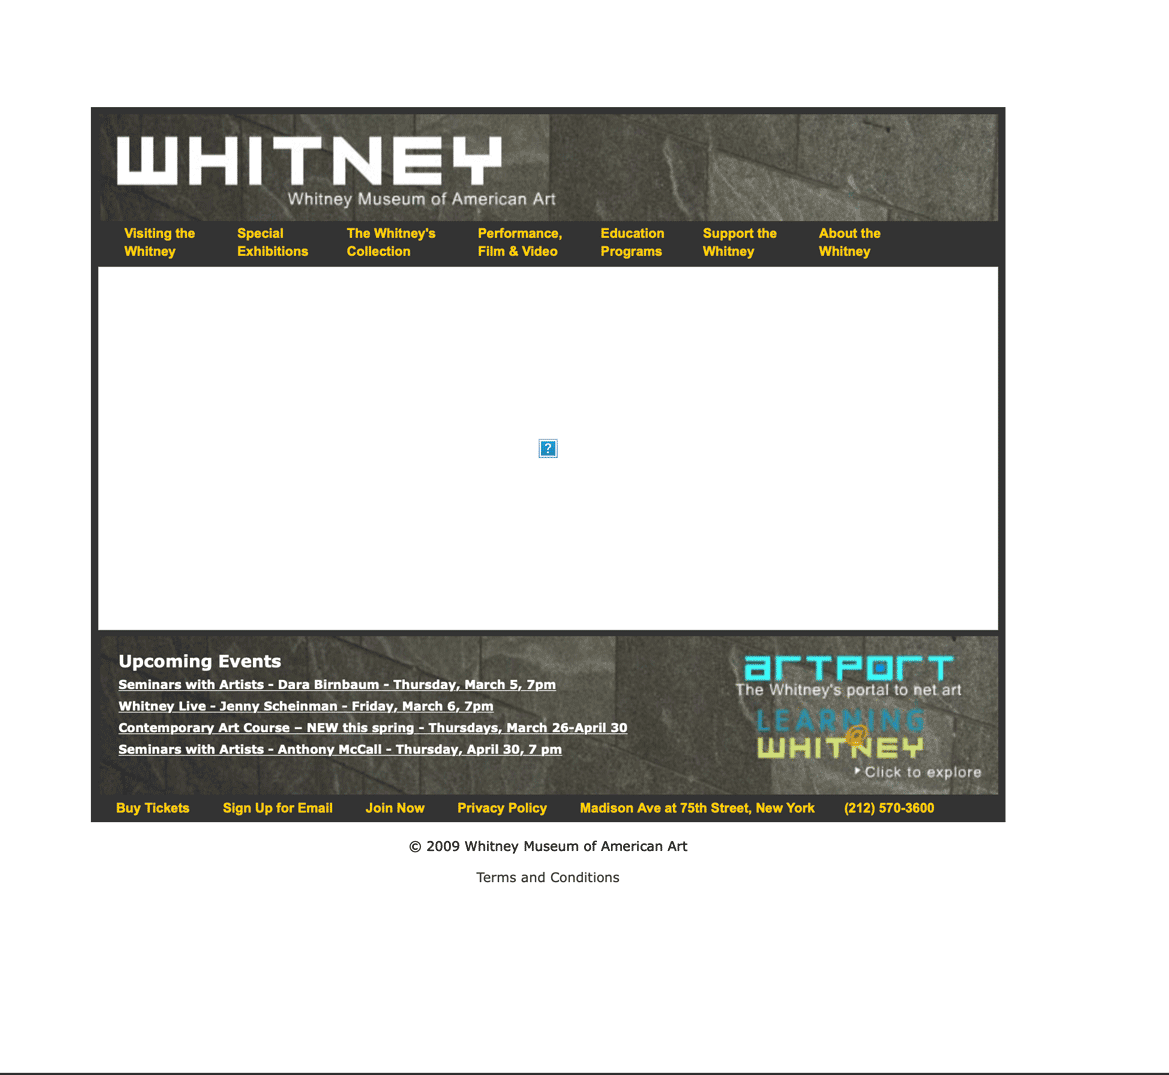 WHITNEY
Whitney Museum of American Art
Visiting the
Whitney
Special
Exhibitions
The Whitney's
Collection
Performance,
Film & Video
Education
Programs
Support the
Whitney
About the
Whitney
?
Upcoming Events
Seminars with Artists - Dara Birnbaum - Thursday, March 5, 7pm
Whitney Live - Jenny Scheinman - Friday, March 6, 7pm
Contemporary Art Course – NEW this spring - Thursdays, March 26-April 30
Seminars with Artists - Anthony McCall - Thursday, April 30, 7 pm
artport
The Whitney's portal to net art
LEARNING
@
WHITNEY
Click to explore
Buy Tickets Sign Up for Email Join Now Privacy Policy Madison Ave at 75th Street, New York (212) 570-3600
© 2009 Whitney Museum of American Art
Terms and Conditions